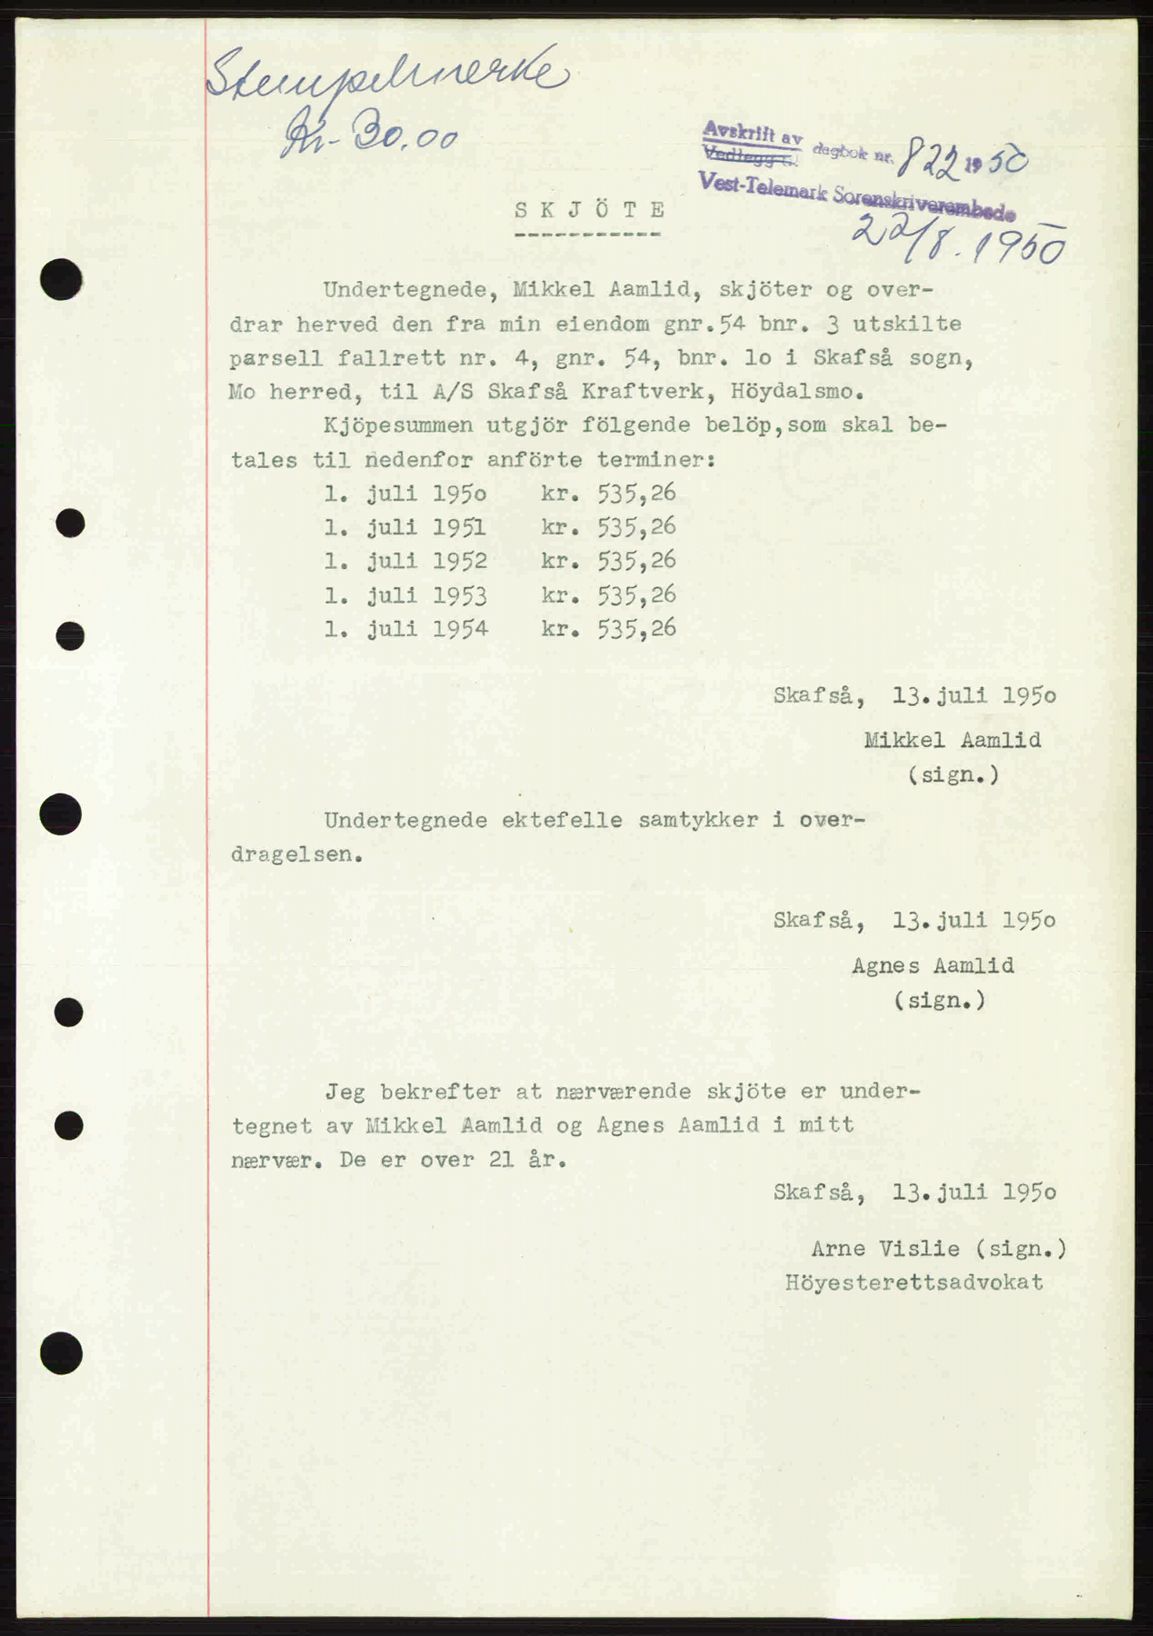 Stempelmerke
Kr- 30.00
Avskrift av
Vedlegg t. dagbok nr. 822 1950
Vest-Telemark Sorenskriverembede
22/8. 1950
SKJÖTE
-----------
Undertegnede, Mikkel Aamlid, skjöter og over-
drar herved den fra min eiendom gnr.54 bnr. 3 utskilte
parsell fallrett nr. 4, gnr. 54, bnr. lo i Skafså sogn,
Mo herred, til A/S Skafså Kraftverk, Höydalsmo.
Kjöpesummen utgjör fölgende belöp,som skal be-
tales til nedenfor anförte terminer:
1. juli 195o kr. 535,26
1. juli 1951 kr. 535,26
1. juli 1952 kr. 535,26
1. juli 1953 kr. 535,26
1. juli 1954 kr. 535,26
Skafså, 13.juli 195o
Mikkel Aamlid
(sign.)
Undertegnede ektefelle samtykker i over-
dragelsen.
Skafså, 13.juli 195o
Agnes Aamlid
(sign.)
Jeg bekrefter at nærværende skjöte er under-
tegnet av Mikkel Aamlid og Agnes Aamlid i mitt
nærvær. De er over 21 år.
Skafså, 13.juli 195o
Arne Vislie (sign.)
Höyesterettsadvokat